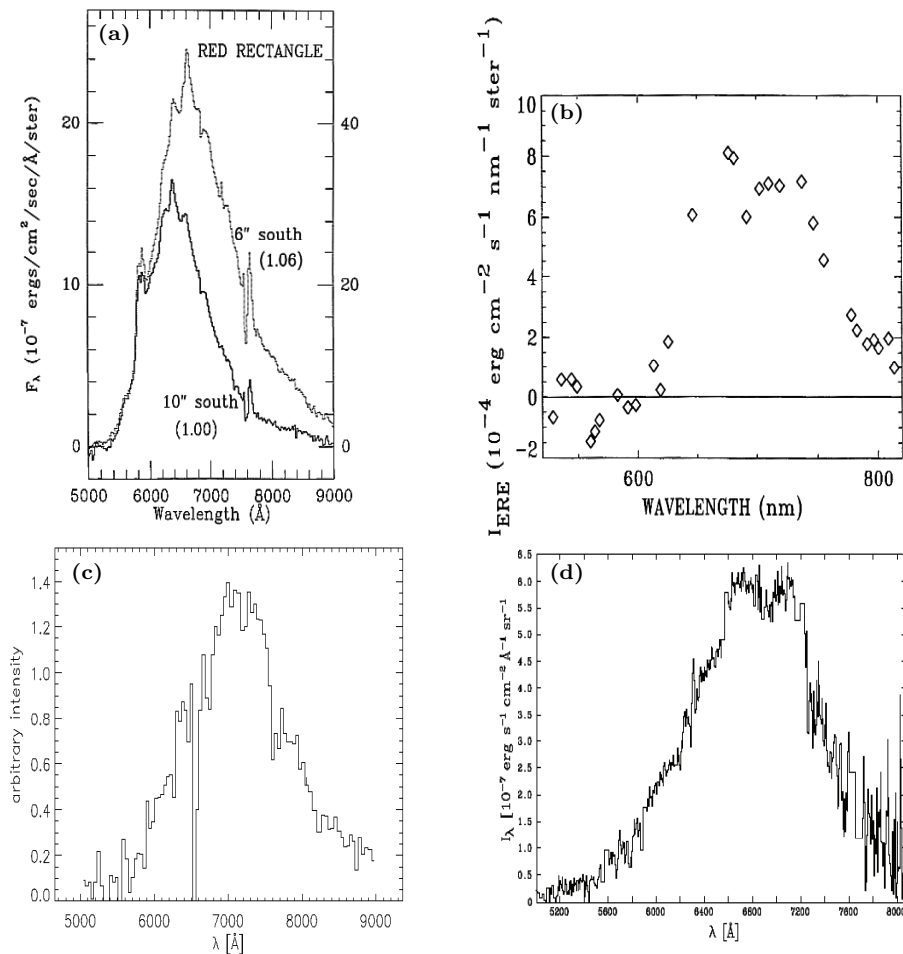 (a)
RED RECTANGLE
F_λ (10⁻⁷ ergs/cm²/sec/Å/ster)
20
10
0
40
20
0
6″ south
(1.06)
10″ south
(1.00)
5000 6000 7000 8000 9000
Wavelength (Å)
(b)
I_ERE (10⁻⁴ erg cm⁻² s⁻¹ nm⁻¹ ster⁻¹)
10
8
6
4
2
0
-2
600 700 800
WAVELENGTH (nm)
(c)
arbitrary intensity
1.4
1.2
1.0
0.8
0.6
0.4
0.2
0.0
5000 6000 7000 8000 9000
λ [Å]
(d)
I_λ [10⁻⁷ erg s⁻¹ cm⁻² Å⁻¹ sr⁻¹]
6.5
6.0
5.5
5.0
4.5
4.0
3.5
3.0
2.5
2.0
1.5
1.0
0.5
0.0
5200 5600 6000 6400 6800 7200 7600 8000
λ [Å]